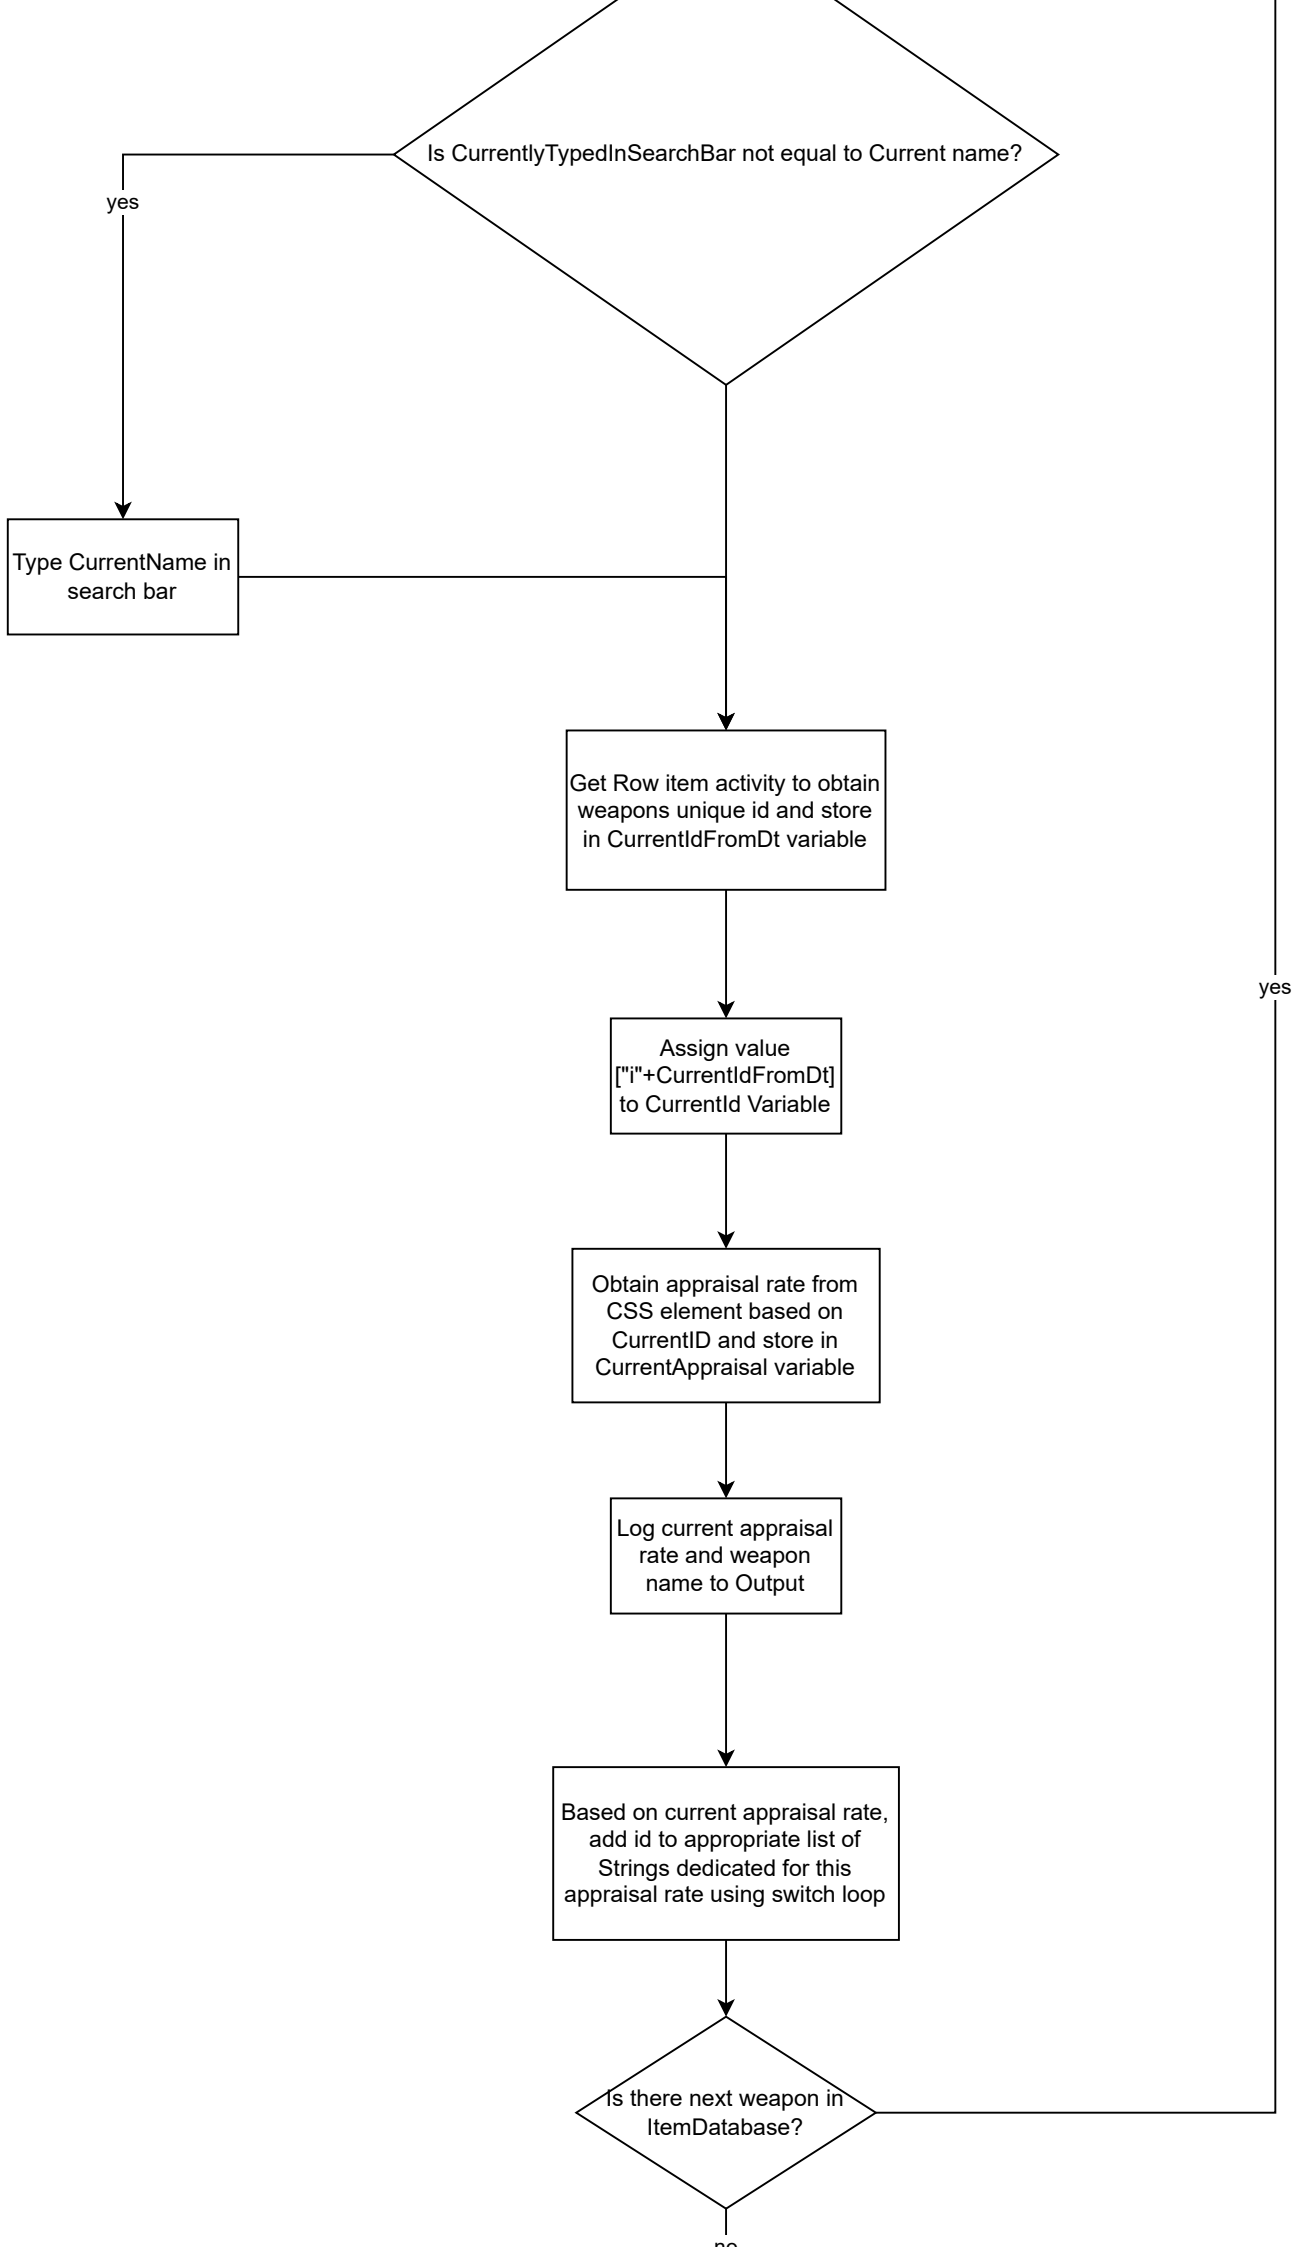 Is CurrentlyTypedInSearchBar not equal to Current name?
yes
Type CurrentName in
search bar
Get Row item activity to obtain
weapons unique id and store
in CurrentIdFromDt variable
yes
Assign value
["i"+CurrentIdFromDt]
to CurrentId Variable
Obtain appraisal rate from
CSS element based on
CurrentID and store in
CurrentAppraisal variable
Log current appraisal
rate and weapon
name to Output
Based on current appraisal rate,
add id to appropriate list of
Strings dedicated for this
appraisal rate using switch loop
Is there next weapon in
ItemDatabase?
no